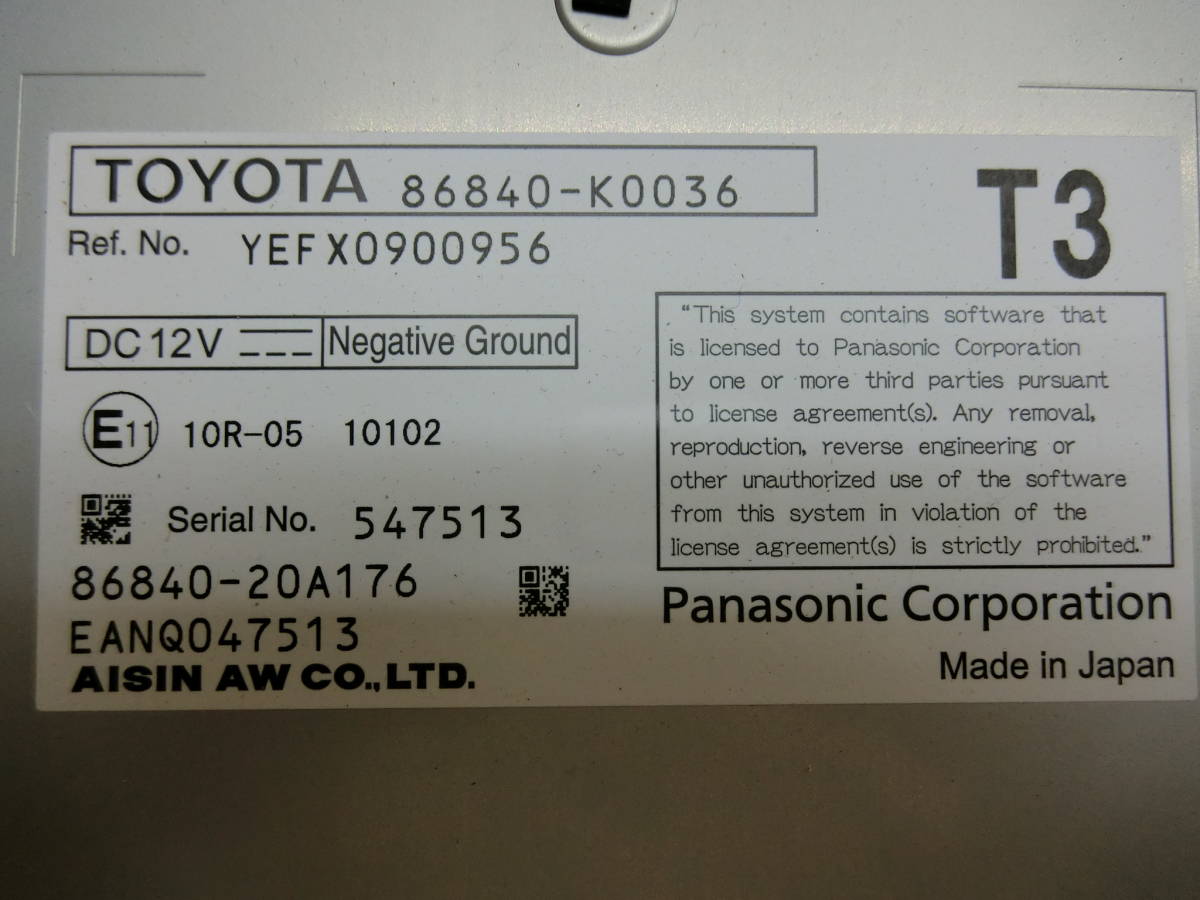 TOYOTA 86840-K0036
T3
Ref. No. YEFX0900956
DC 12V Negative Ground
E11 10R-05 10102
Serial No. 547513
86840-20A176
EANQ047513
AISIN AW CO.,LTD.
“This system contains software that
is licensed to Panasonic Corporation
by one or more third parties pursuant
to license agreement(s). Any removal,
reproduction, reverse engineering or
other unauthorized use of the software
from this system in violation of the
license agreement(s) is strictly prohibited.”
Panasonic Corporation
Made in Japan